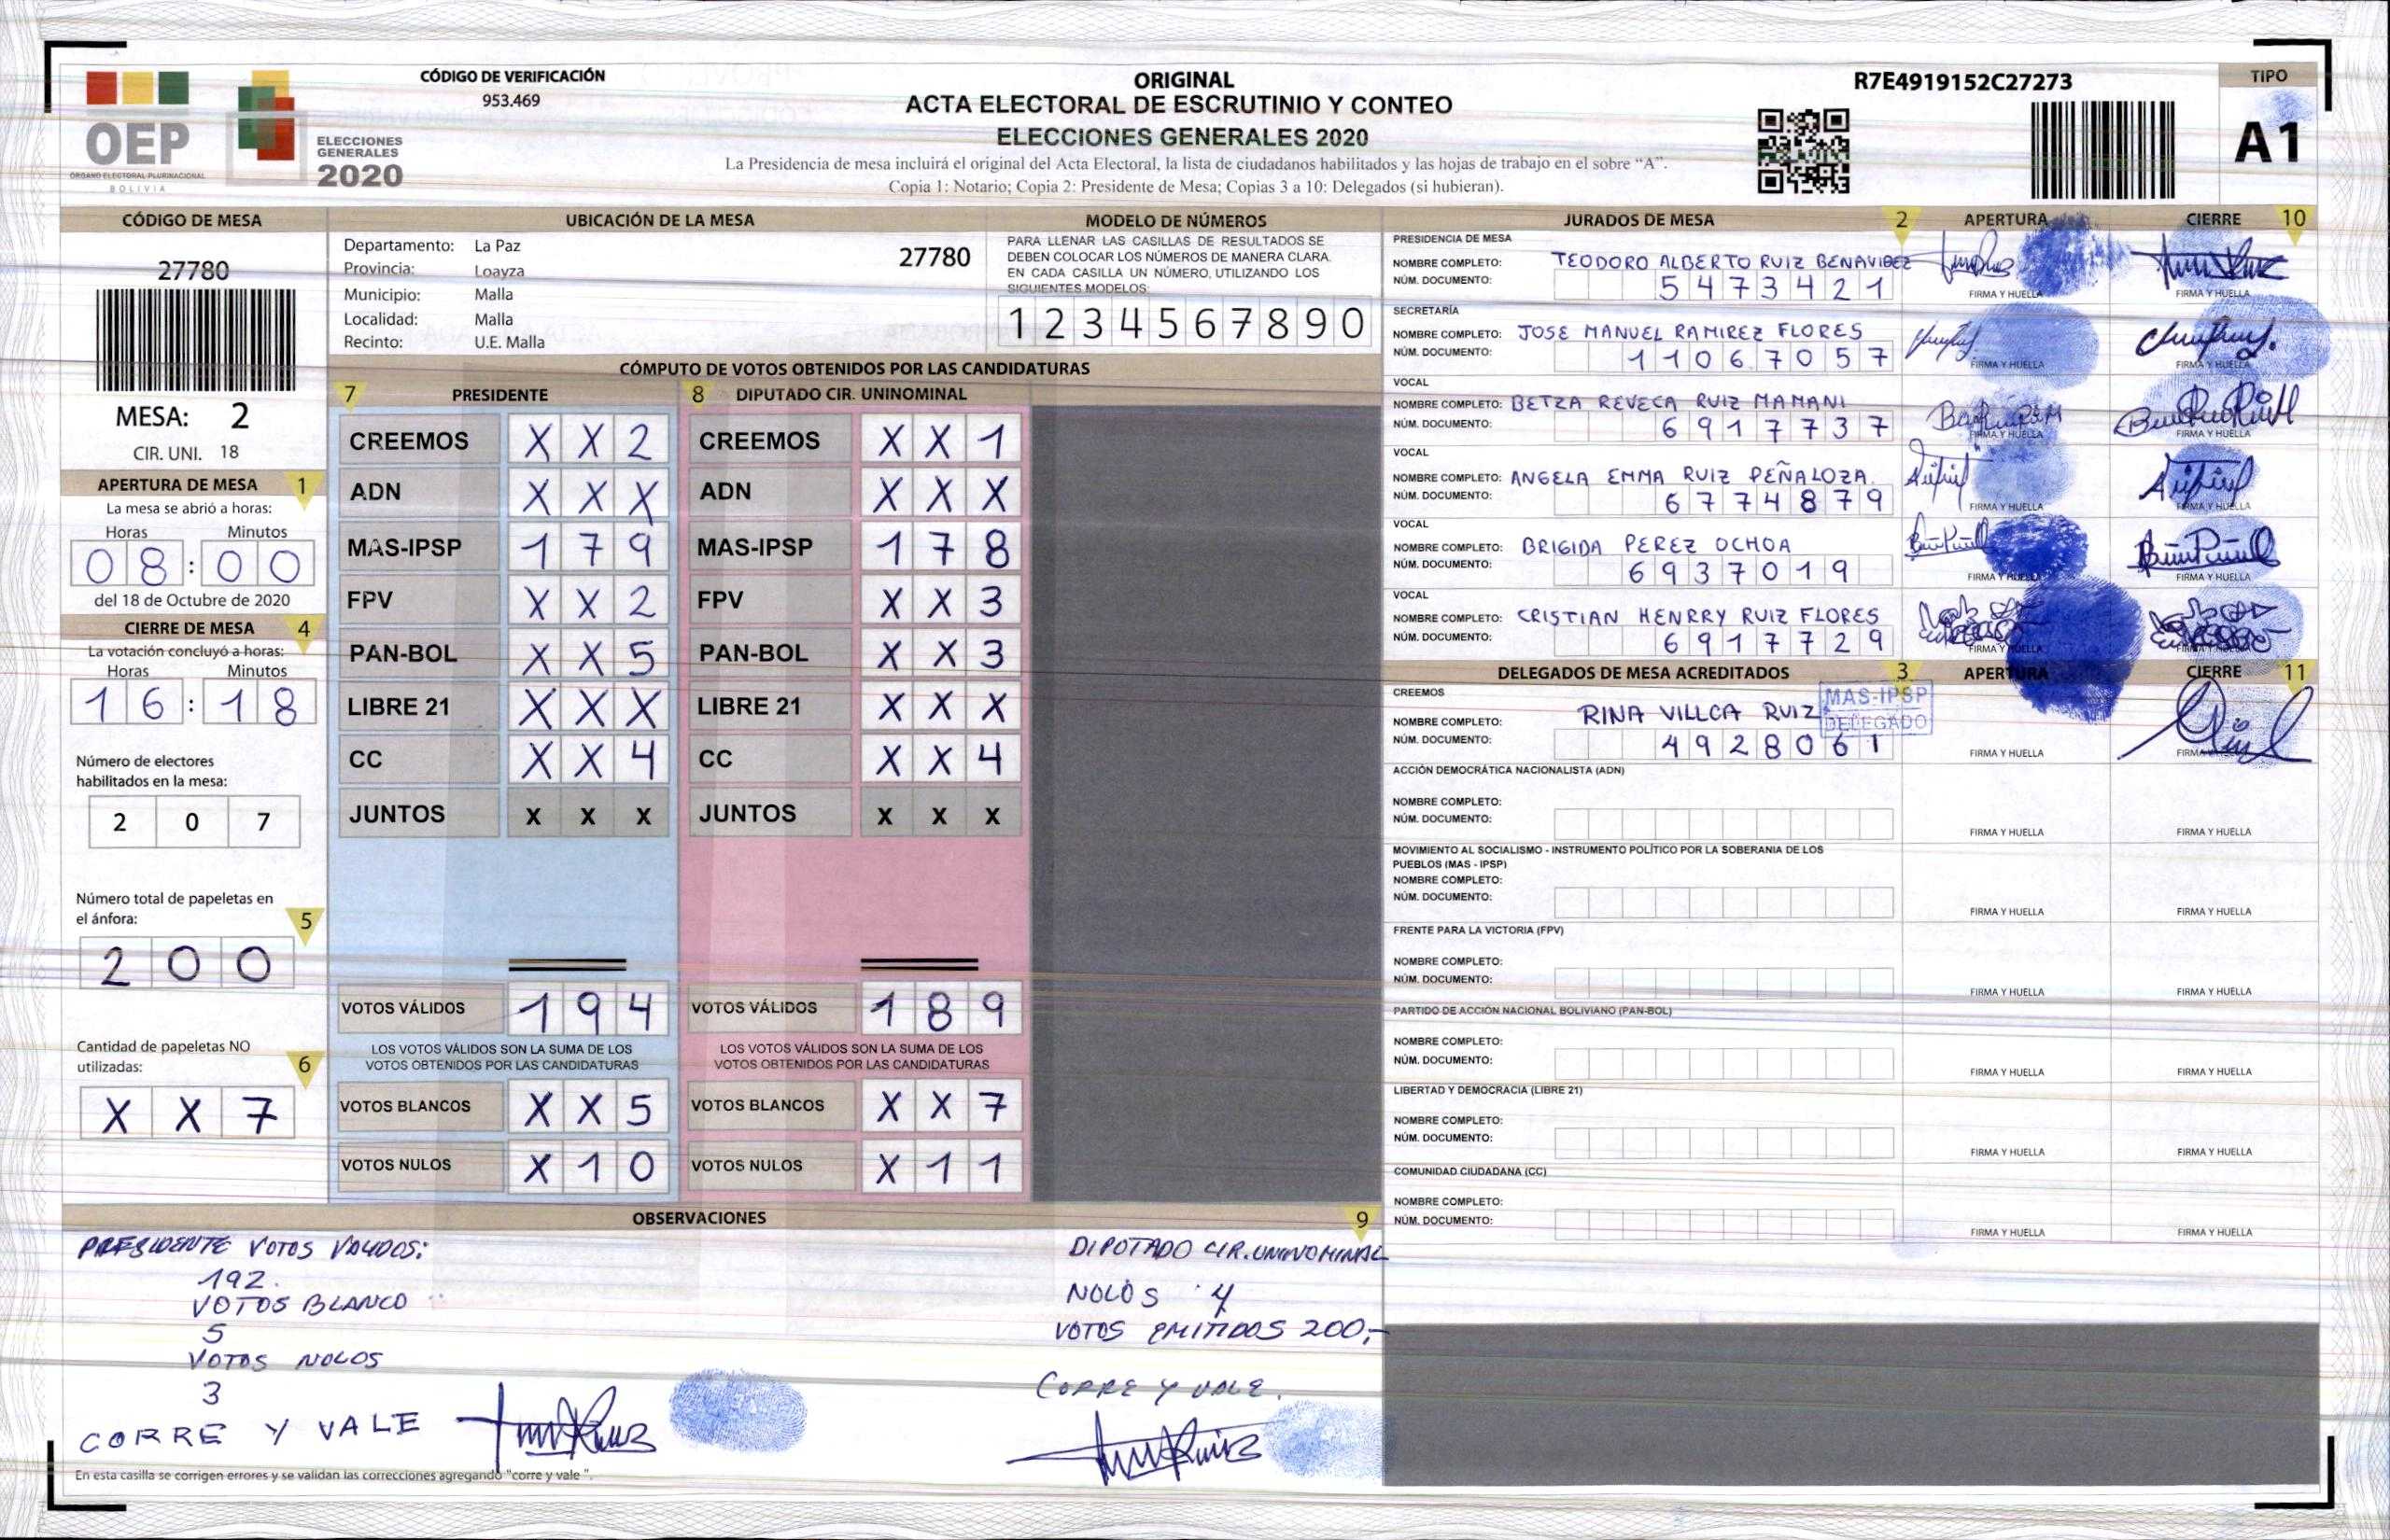 CÓDIGO DE VERIFICACIÓN
953.469
ORIGINAL
ACTA ELECTORAL DE ESCRUTINIO Y CONTEO
ELECCIONES GENERALES 2020
La Presidencia de mesa incluirá el original del Acta Electoral, la lista de ciudadanos habilitados y las hojas de trabajo en el sobre “A”.
Copia 1: Notario; Copia 2: Presidente de Mesa; Copias 3 a 10: Delegados (si hubieran).
R7E4919152C27273
TIPO
A1
OEP
ÓRGANO ELECTORAL PLURINACIONAL
BOLIVIA
ELECCIONES
GENERALES
2020
CÓDIGO DE MESA
27780
MESA: 2
CIR. UNI. 18
APERTURA DE MESA 1
La mesa se abrió a horas:
Horas Minutos
08:00
del 18 de Octubre de 2020
CIERRE DE MESA 4
La votación concluyó a horas:
Horas Minutos
16:18
Número de electores
habilitados en la mesa:
2 0 7
Número total de papeletas en
el ánfora: 5
2 0 0
Cantidad de papeletas NO
utilizadas: 6
X X 7
UBICACIÓN DE LA MESA
Departamento: La Paz
27780
Provincia: Loayza
Municipio: Malla
Localidad: Malla
Recinto: U.E. Malla
MODELO DE NÚMEROS
PARA LLENAR LAS CASILLAS DE RESULTADOS SE
DEBEN COLOCAR LOS NÚMEROS DE MANERA CLARA.
EN CADA CASILLA UN NÚMERO, UTILIZANDO LOS
SIGUIENTES MODELOS:
1 2 3 4 5 6 7 8 9 0
CÓMPUTO DE VOTOS OBTENIDOS POR LAS CANDIDATURAS
7 PRESIDENTE 8 DIPUTADO CIR. UNINOMINAL
CREEMOS X X 2 CREEMOS X X 1
ADN X X X ADN X X X
MAS-IPSP 1 7 9 MAS-IPSP 1 7 8
FPV X X 2 FPV X X 3
PAN-BOL X X 5 PAN-BOL X X 3
LIBRE 21 X X X LIBRE 21 X X X
CC X X 4 CC X X 4
JUNTOS X X X JUNTOS X X X
VOTOS VÁLIDOS 1 9 4 VOTOS VÁLIDOS 1 8 9
LOS VOTOS VÁLIDOS SON LA SUMA DE LOS LOS VOTOS VÁLIDOS SON LA SUMA DE LOS
VOTOS OBTENIDOS POR LAS CANDIDATURAS VOTOS OBTENIDOS POR LAS CANDIDATURAS
VOTOS BLANCOS X X 5 VOTOS BLANCOS X X 7
VOTOS NULOS X 1 0 VOTOS NULOS X 1 1
JURADOS DE MESA 2 APERTURA CIERRE 10
PRESIDENCIA DE MESA
NOMBRE COMPLETO: TEODORO ALBERTO RUIZ BENAVIDEZ
NÚM. DOCUMENTO: 5473421
FIRMA Y HUELLA FIRMA Y HUELLA
SECRETARÍA
NOMBRE COMPLETO: JOSE MANUEL RAMIREZ FLORES
NÚM. DOCUMENTO: 11067057
FIRMA Y HUELLA FIRMA Y HUELLA
VOCAL
NOMBRE COMPLETO: BETZA REVECA RUIZ MAMANI
NÚM. DOCUMENTO: 6917737
FIRMA Y HUELLA FIRMA Y HUELLA
VOCAL
NOMBRE COMPLETO: ANGELA EMMA RUIZ PEÑALOZA.
NÚM. DOCUMENTO: 6774879
FIRMA Y HUELLA FIRMA Y HUELLA
VOCAL
NOMBRE COMPLETO: BRIGIDA PEREZ OCHOA
NÚM. DOCUMENTO: 6937019
FIRMA Y HUELLA FIRMA Y HUELLA
VOCAL
NOMBRE COMPLETO: CRISTIAN HENRRY RUIZ FLORES
NÚM. DOCUMENTO: 6917729
FIRMA Y HUELLA FIRMA Y HUELLA
DELEGADOS DE MESA ACREDITADOS 3 APERTURA CIERRE 11
CREEMOS
NOMBRE COMPLETO: RINA VILLCA RUIZ
MAS-IPSP
DELEGADO
NÚM. DOCUMENTO: 4928061
FIRMA Y HUELLA FIRMA Y HUELLA
ACCIÓN DEMOCRÁTICA NACIONALISTA (ADN)
NOMBRE COMPLETO:
NÚM. DOCUMENTO:
FIRMA Y HUELLA FIRMA Y HUELLA
MOVIMIENTO AL SOCIALISMO - INSTRUMENTO POLÍTICO POR LA SOBERANIA DE LOS
PUEBLOS (MAS - IPSP)
NOMBRE COMPLETO:
NÚM. DOCUMENTO:
FIRMA Y HUELLA FIRMA Y HUELLA
FRENTE PARA LA VICTORIA (FPV)
NOMBRE COMPLETO:
NÚM. DOCUMENTO:
FIRMA Y HUELLA FIRMA Y HUELLA
PARTIDO DE ACCIÓN NACIONAL BOLIVIANO (PAN-BOL)
NOMBRE COMPLETO:
NÚM. DOCUMENTO:
FIRMA Y HUELLA FIRMA Y HUELLA
LIBERTAD Y DEMOCRACIA (LIBRE 21)
NOMBRE COMPLETO:
NÚM. DOCUMENTO:
FIRMA Y HUELLA FIRMA Y HUELLA
COMUNIDAD CIUDADANA (CC)
NOMBRE COMPLETO:
NÚM. DOCUMENTO:
FIRMA Y HUELLA FIRMA Y HUELLA
OBSERVACIONES 9
PRESIDENTE VOTOS VALIDOS:
192.
VOTOS BLANCO
5
VOTOS NOLOS
3
CORRE Y VALE
DIPOTADO CIR. UNINOMINAL
NOLOS 4
VOTOS EMITIDOS 200,-
CORRE Y VALE.
En esta casilla se corrigen errores y se validan las correcciones agregando "corre y vale ".